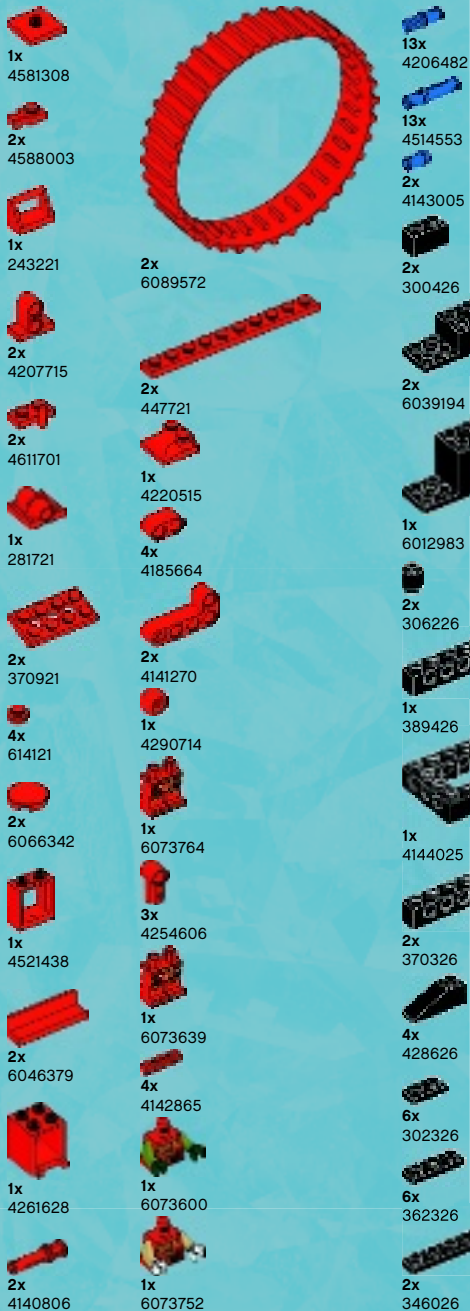 1x
4581308
2x
4588003
1x
243221
2x
4207715
2x
4611701
1x
281721
2x
370921
4x
614121
2x
6066342
1x
4521438
2x
6046379
1x
4261628
2x
4140806
2x
6089572
2x
447721
1x
4220515
4x
4185664
2x
4141270
1x
4290714
1x
6073764
3x
4254606
1x
6073639
4x
4142865
1x
6073600
1x
6073752
13x
4206482
13x
4514553
2x
4143005
2x
300426
2x
6039194
1x
6012983
2x
306226
1x
389426
1x
4144025
2x
370326
4x
428626
6x
302326
6x
362326
2x
346026